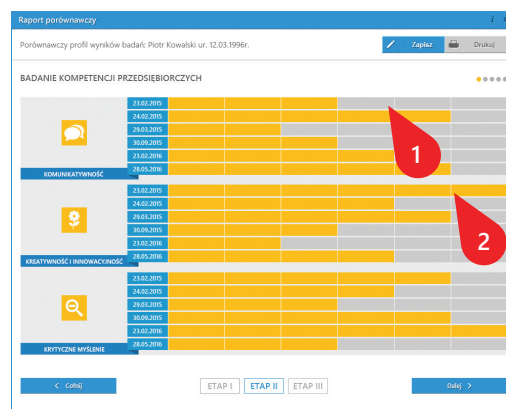 Raport porównawczy
i
Porównawczy profil wyników badań: Piotr Kowalski ur. 12.03.1996r.
Zapisz
Drukuj
BADANIE KOMPETENCJI PRZEDSIĘBIORCZYCH
23.02.2015
24.02.2015
29.03.2015
30.09.2015
23.02.2016
28.05.2016
KOMUNIKATYWNOŚĆ
1
23.02.2015
24.02.2015
29.03.2015
30.09.2015
23.02.2016
28.05.2016
KREATYWNOŚĆ I INNOWACYJNOŚĆ
2
23.02.2015
24.02.2015
29.03.2015
30.09.2015
23.02.2016
28.05.2016
KRYTYCZNE MYŚLENIE
Cofnij
ETAP I
ETAP II
ETAP III
Dalej